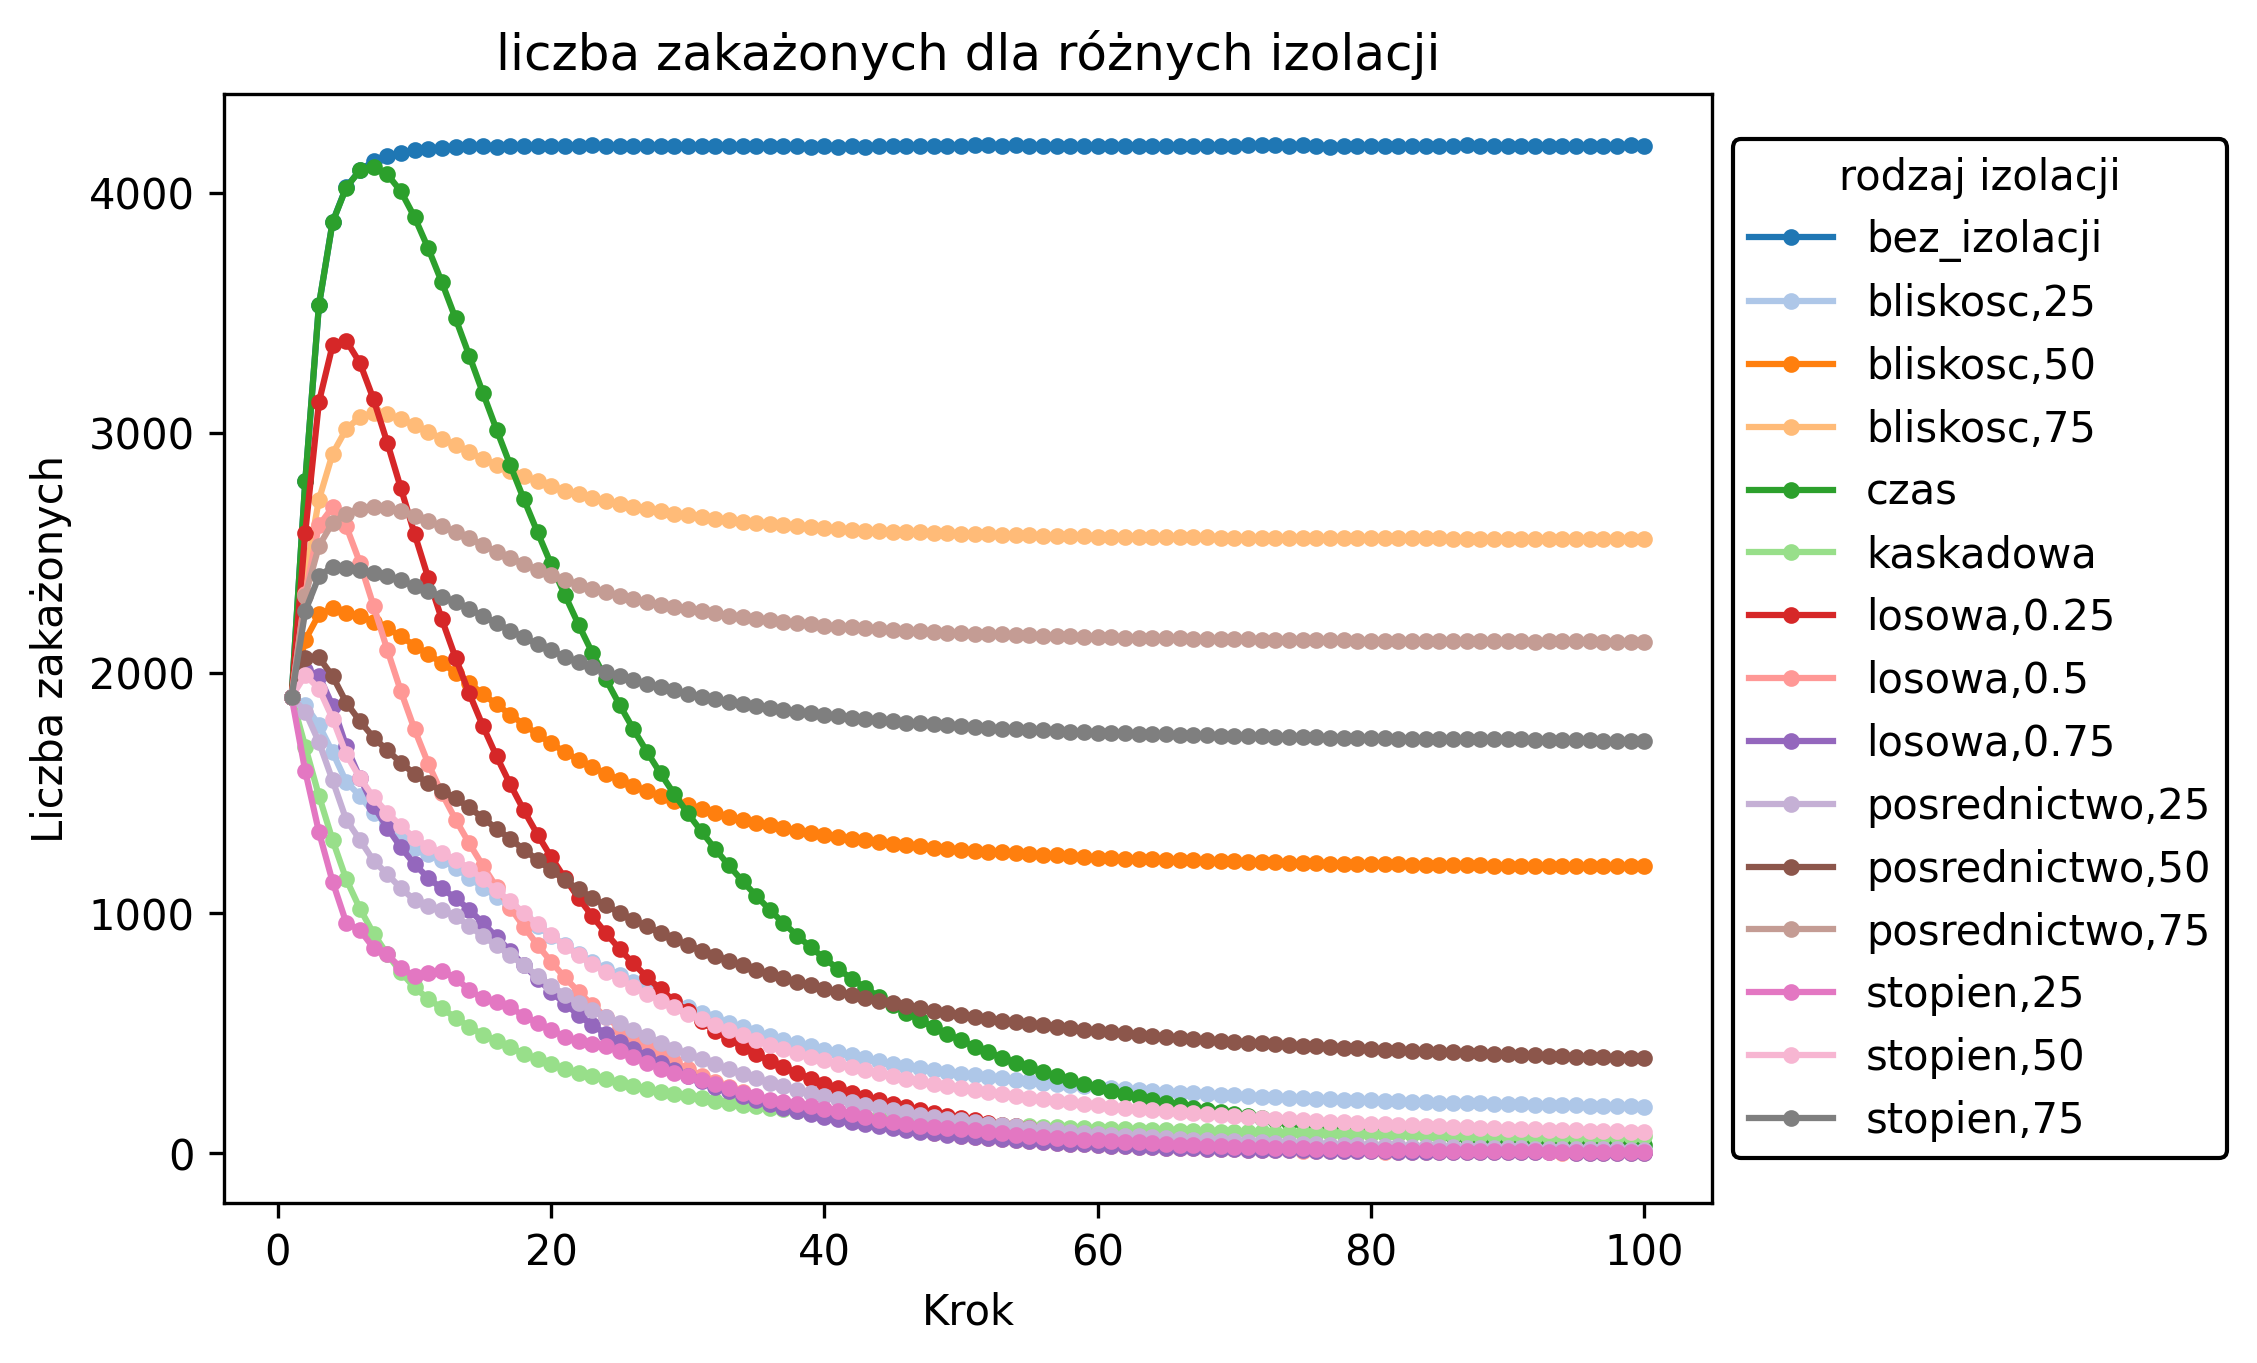 liczba zakażonych dla różnych izolacji
Liczba zakażonych
4000
3000
2000
1000
0
0 20 40 60 80 100
Krok
rodzaj izolacji
bez_izolacji
bliskosc,25
bliskosc,50
bliskosc,75
czas
kaskadowa
losowa,0.25
losowa,0.5
losowa,0.75
posrednictwo,25
posrednictwo,50
posrednictwo,75
stopien,25
stopien,50
stopien,75